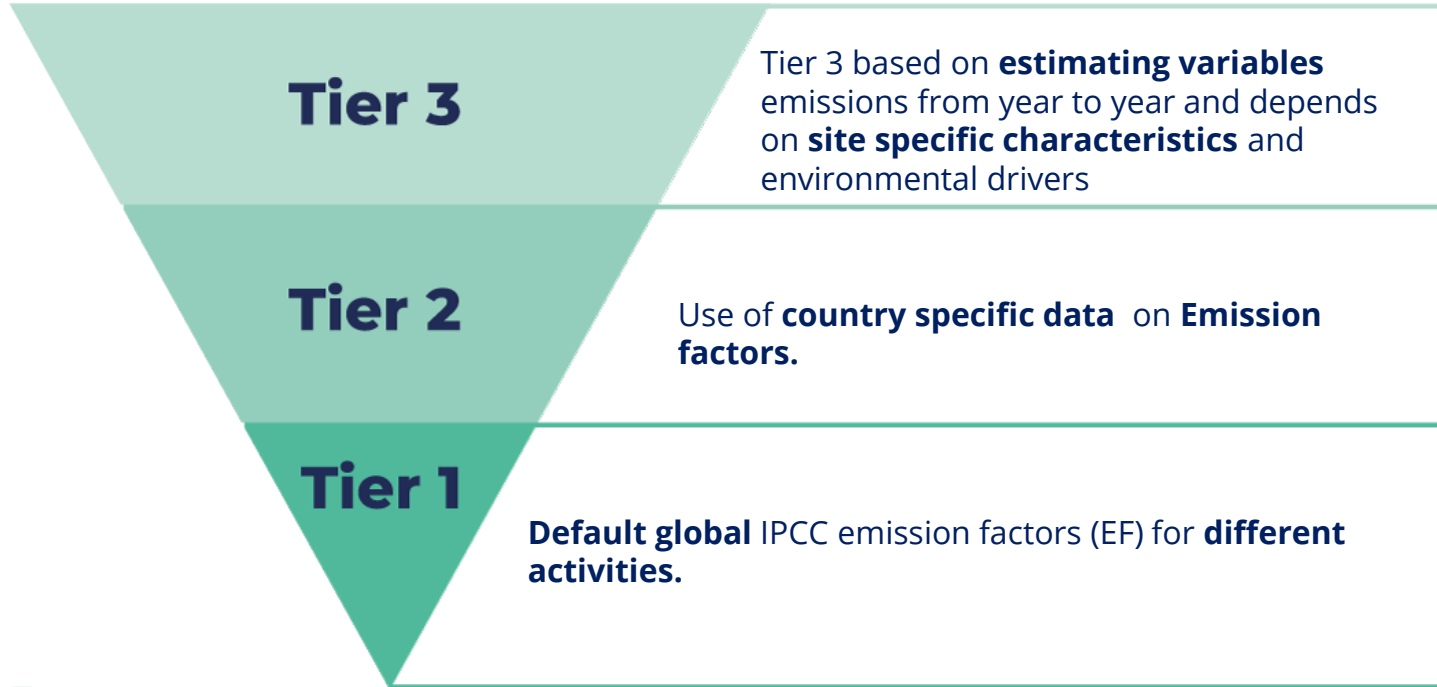 Tier 3
Tier 3 based on estimating variables
emissions from year to year and depends
on site specific characteristics and
environmental drivers
Tier 2
Use of country specific data  on Emission
factors.
Tier 1
Default global IPCC emission factors (EF) for different
activities.